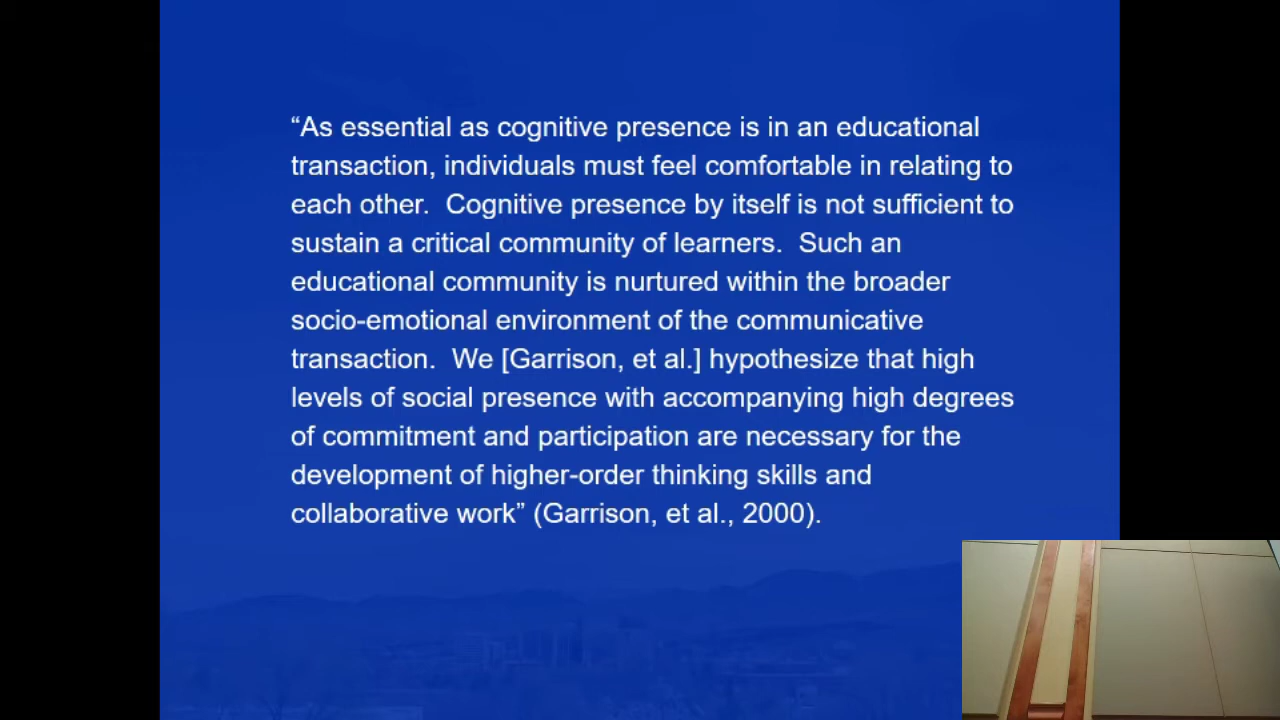 “As essential as cognitive presence is in an educational
transaction, individuals must feel comfortable in relating to
each other.  Cognitive presence by itself is not sufficient to
sustain a critical community of learners.  Such an
educational community is nurtured within the broader
socio-emotional environment of the communicative
transaction.  We [Garrison, et al.] hypothesize that high
levels of social presence with accompanying high degrees
of commitment and participation are necessary for the
development of higher-order thinking skills and
collaborative work” (Garrison, et al., 2000).